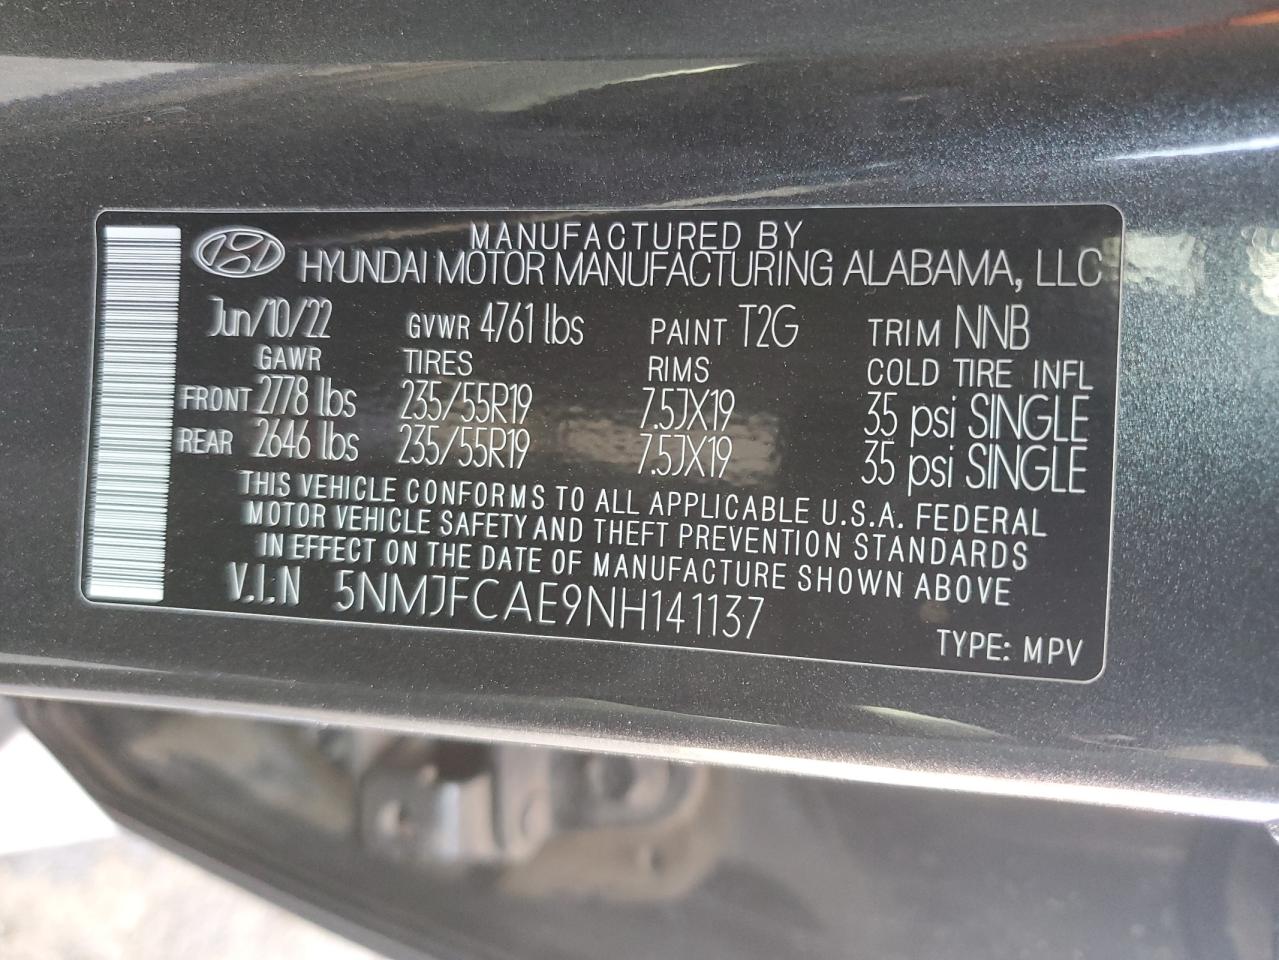 MANUFACTURED BY
HYUNDAI MOTOR MANUFACTURING ALABAMA, LLC
Jun/10/22 GVWR 4761 lbs PAINT T2G TRIM NNB
GAWR TIRES RIMS COLD TIRE INFL
FRONT 2778 lbs 235/55R19 7.5JX19 35 psi SINGLE
REAR 2646 lbs 235/55R19 7.5JX19 35 psi SINGLE
THIS VEHICLE CONFORMS TO ALL APPLICABLE U.S.A. FEDERAL
MOTOR VEHICLE SAFETY AND THEFT PREVENTION STANDARDS
IN EFFECT ON THE DATE OF MANUFACTURE SHOWN ABOVE
V.I.N 5NMJFCAE9NH141137
TYPE: MPV